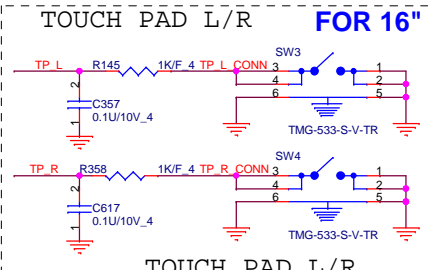 TOUCH PAD L/R FOR 16"
SW3
TP_L R145 1K/F_4 TP_L_CONN 3 1
4 2
6 5
2
C357
0.1U/10V_4
1
TMG-533-S-V-TR
SW4
TP_R R358 1K/F_4 TP_R_CONN 3 1
4 2
6 5
2
C617
0.1U/10V_4
1
TMG-533-S-V-TR
TOUCH PAD L/R